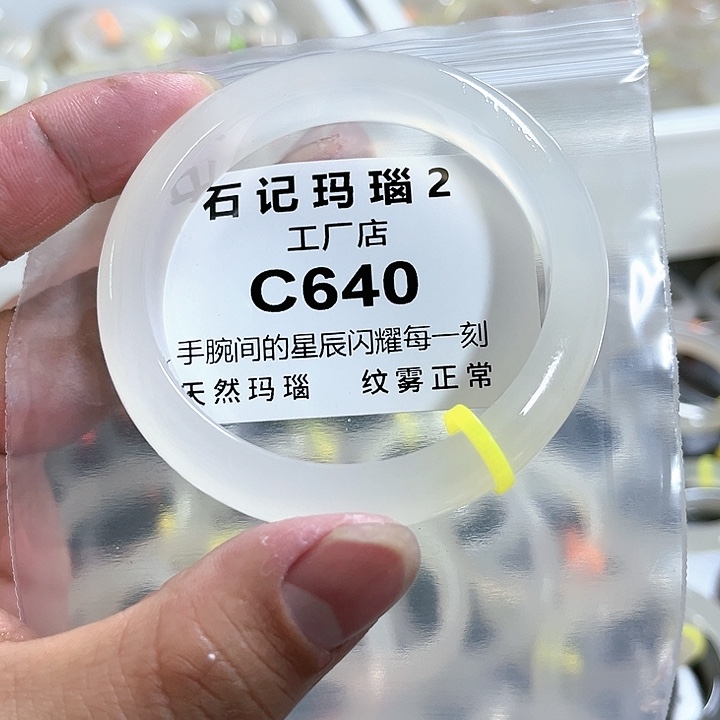 石记玛瑙2
工厂店
C640
手腕间的星辰闪耀每一刻
天然玛瑙 纹雾正常